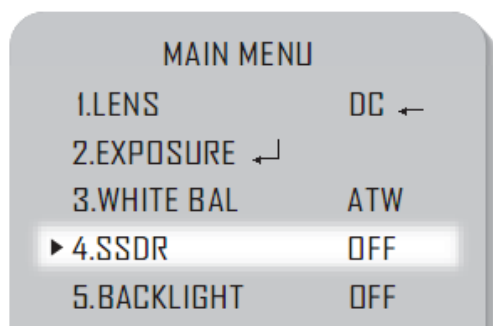 MAIN MENU
1.LENS DC ←
2.EXPOSURE ↵
3.WHITE BAL ATW
▶ 4.SSDR OFF
5.BACKLIGHT OFF